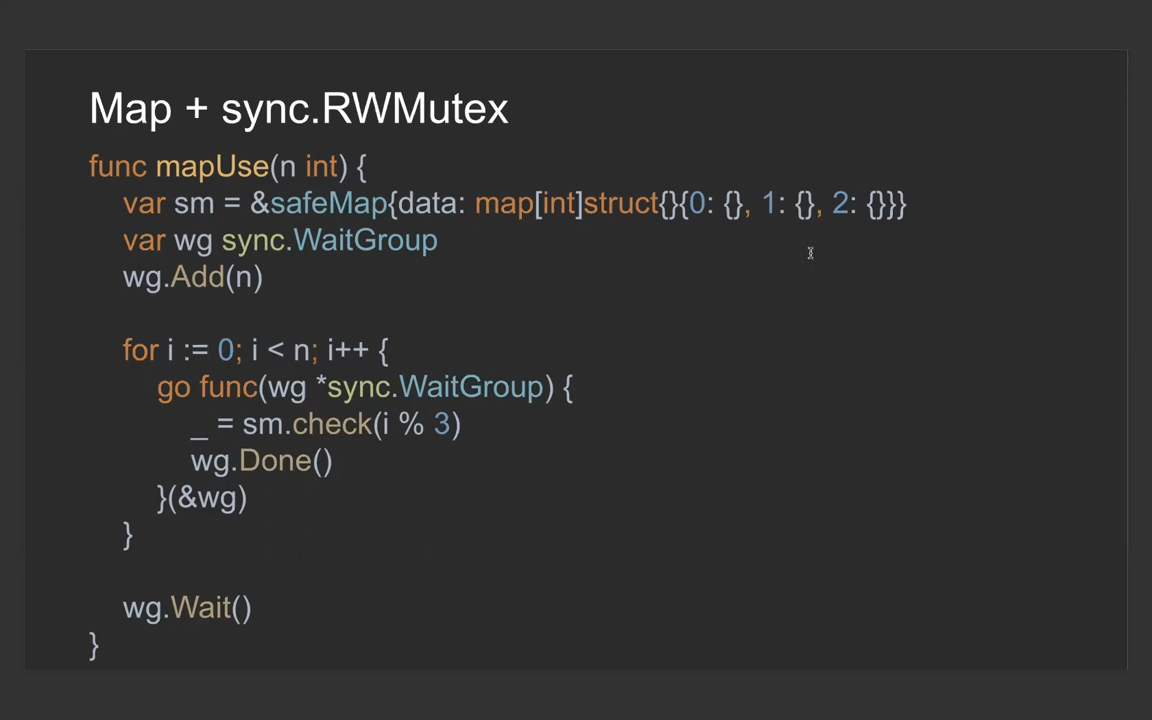 Map + sync.RWMutex
func mapUse(n int) {
var sm = &safeMap{data: map[int]struct{}{0: {}, 1: {}, 2: {}}}
var wg sync.WaitGroup
wg.Add(n)
for i := 0; i < n; i++ {
go func(wg *sync.WaitGroup) {
_ = sm.check(i % 3)
wg.Done()
}(&wg)
}
wg.Wait()
}